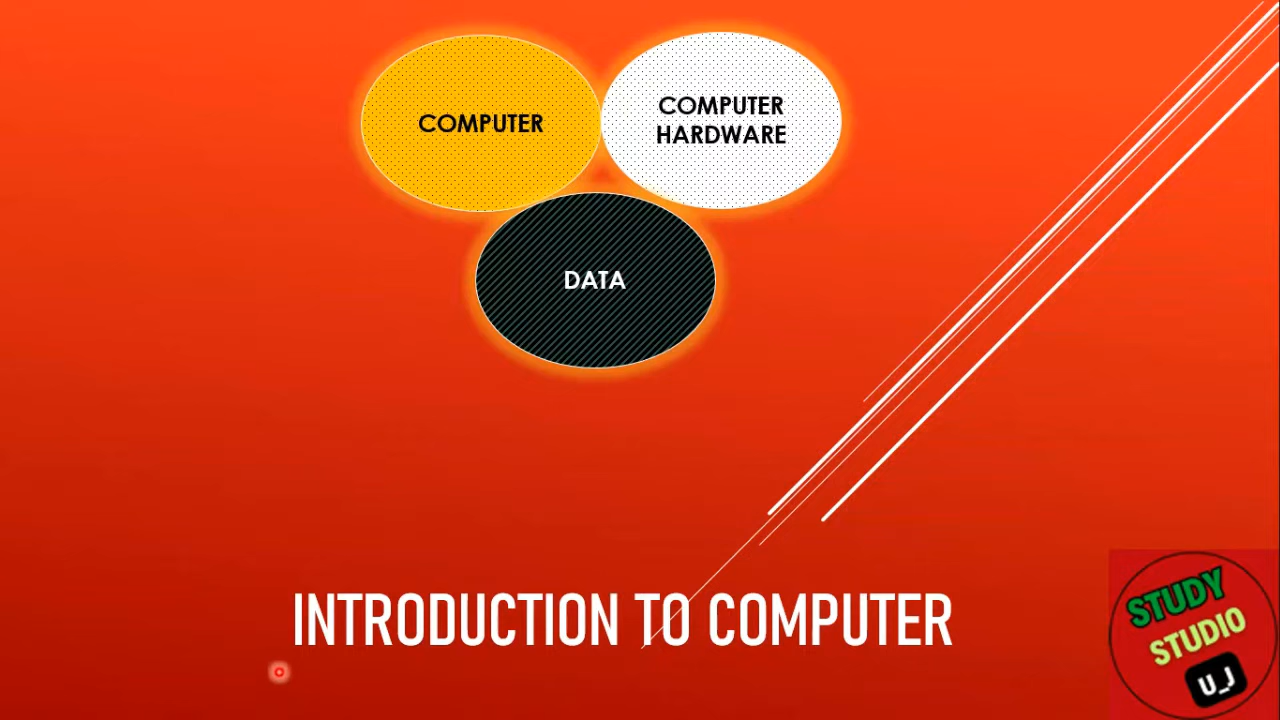 COMPUTER
COMPUTER
HARDWARE
DATA
INTRODUCTION TO COMPUTER
STUDY
STUDIO
U_J